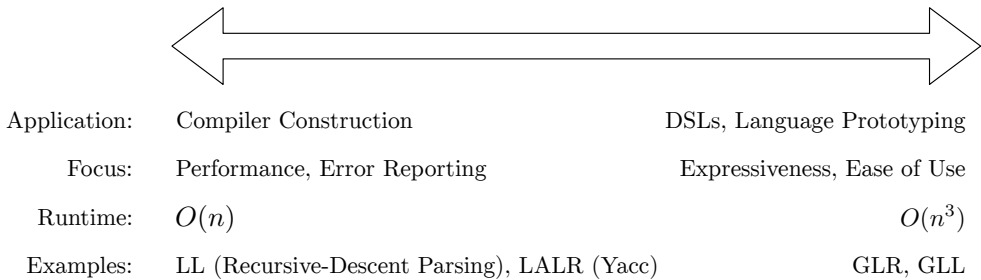 Application: Compiler Construction DSLs, Language Prototyping
Focus: Performance, Error Reporting Expressiveness, Ease of Use
Runtime: O(n) O(n³)
Examples: LL (Recursive-Descent Parsing), LALR (Yacc) GLR, GLL